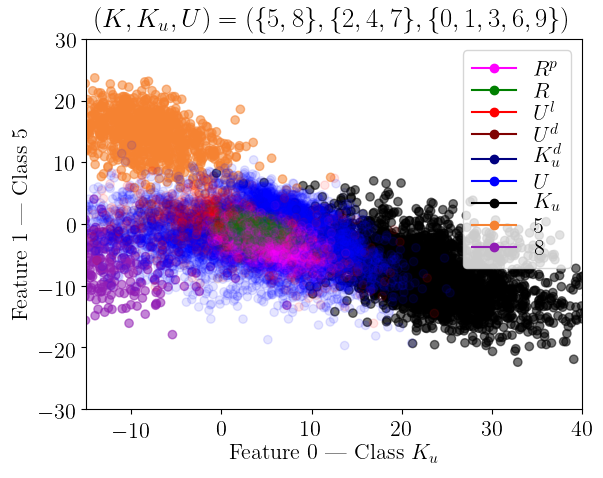 (K, K_u, U) = ({5, 8}, {2, 4, 7}, {0, 1, 3, 6, 9})
30
20
10
0
−10
−20
−30
Feature 1 — Class 5
−10
0
10
20
30
40
Feature 0 — Class K_u
R^p
R
U^l
U^d
K_u^d
U
K_u
5
8